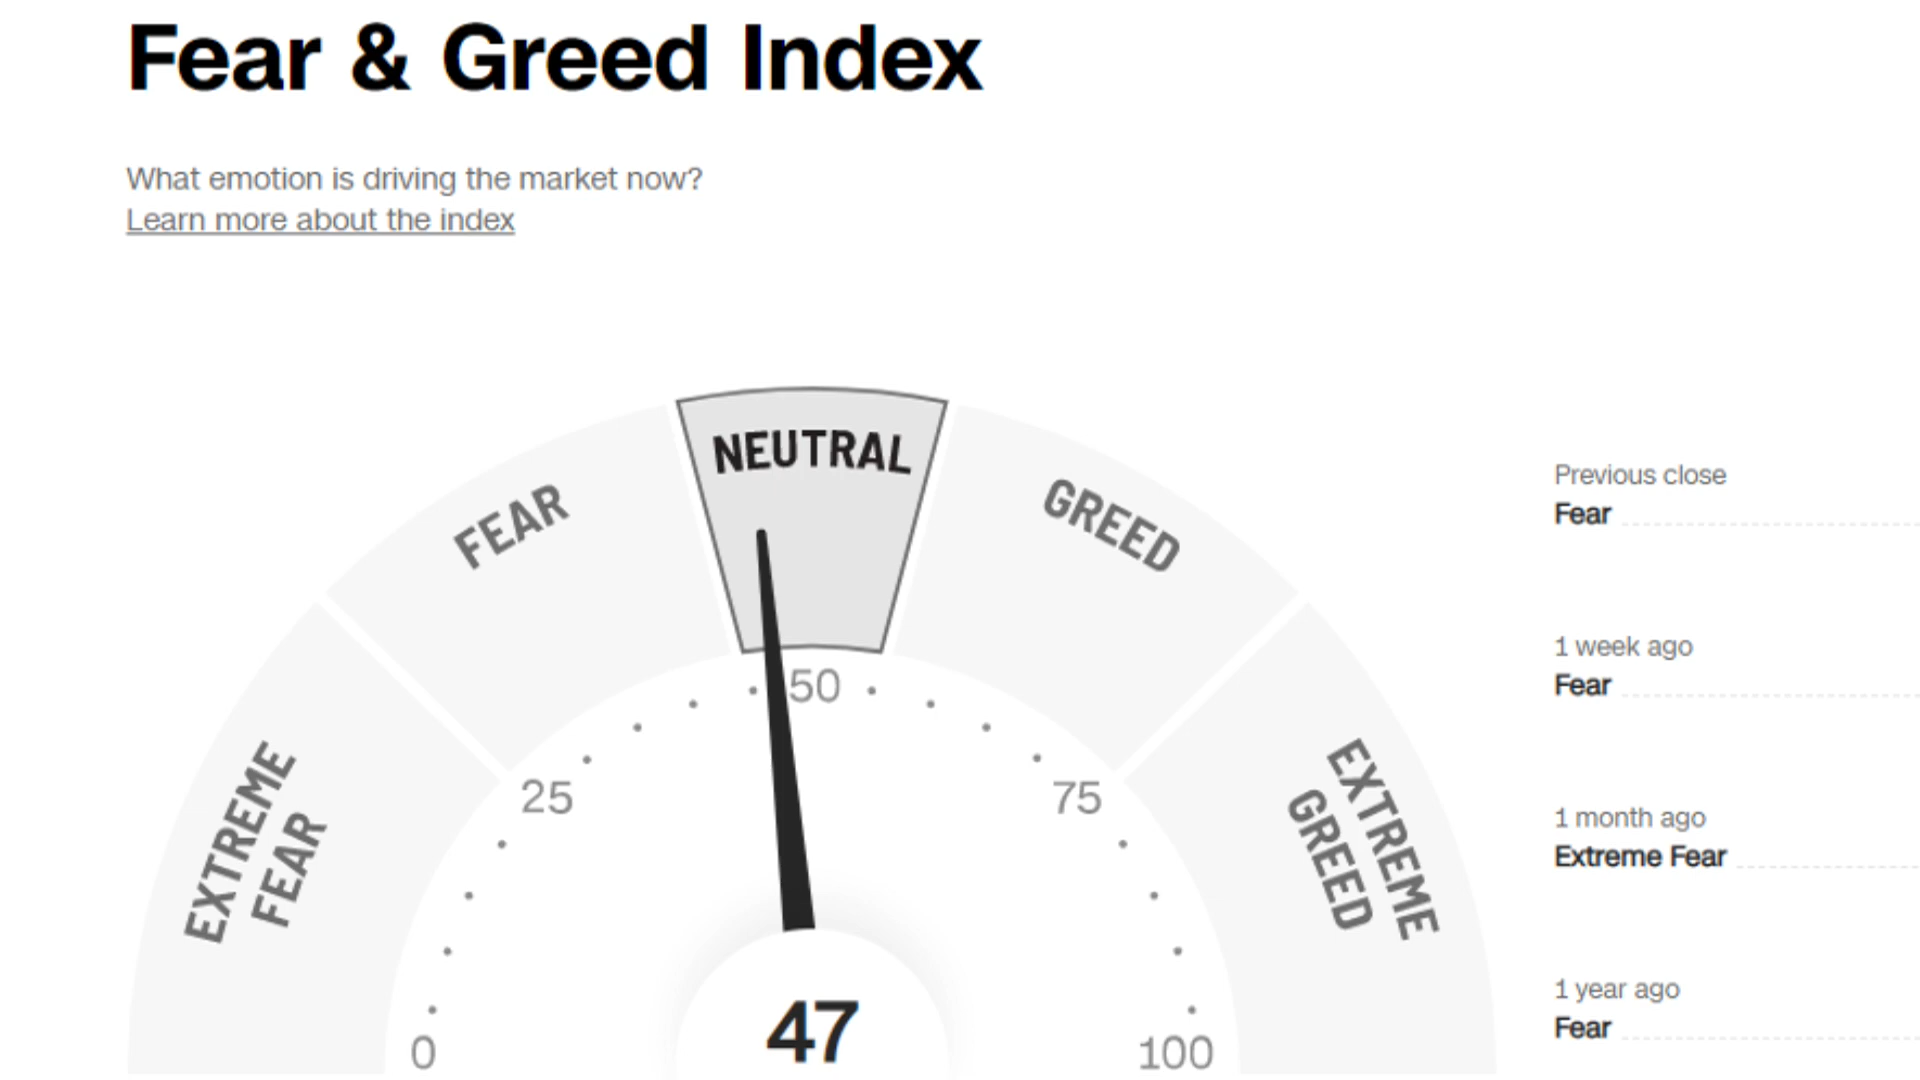 Fear & Greed Index
What emotion is driving the market now?
Learn more about the index
NEUTRAL
FEAR
GREED
EXTREME
FEAR
EXTREME
GREED
0
25
50
75
100
47
Previous close
Fear
1 week ago
Fear
1 month ago
Extreme Fear
1 year ago
Fear